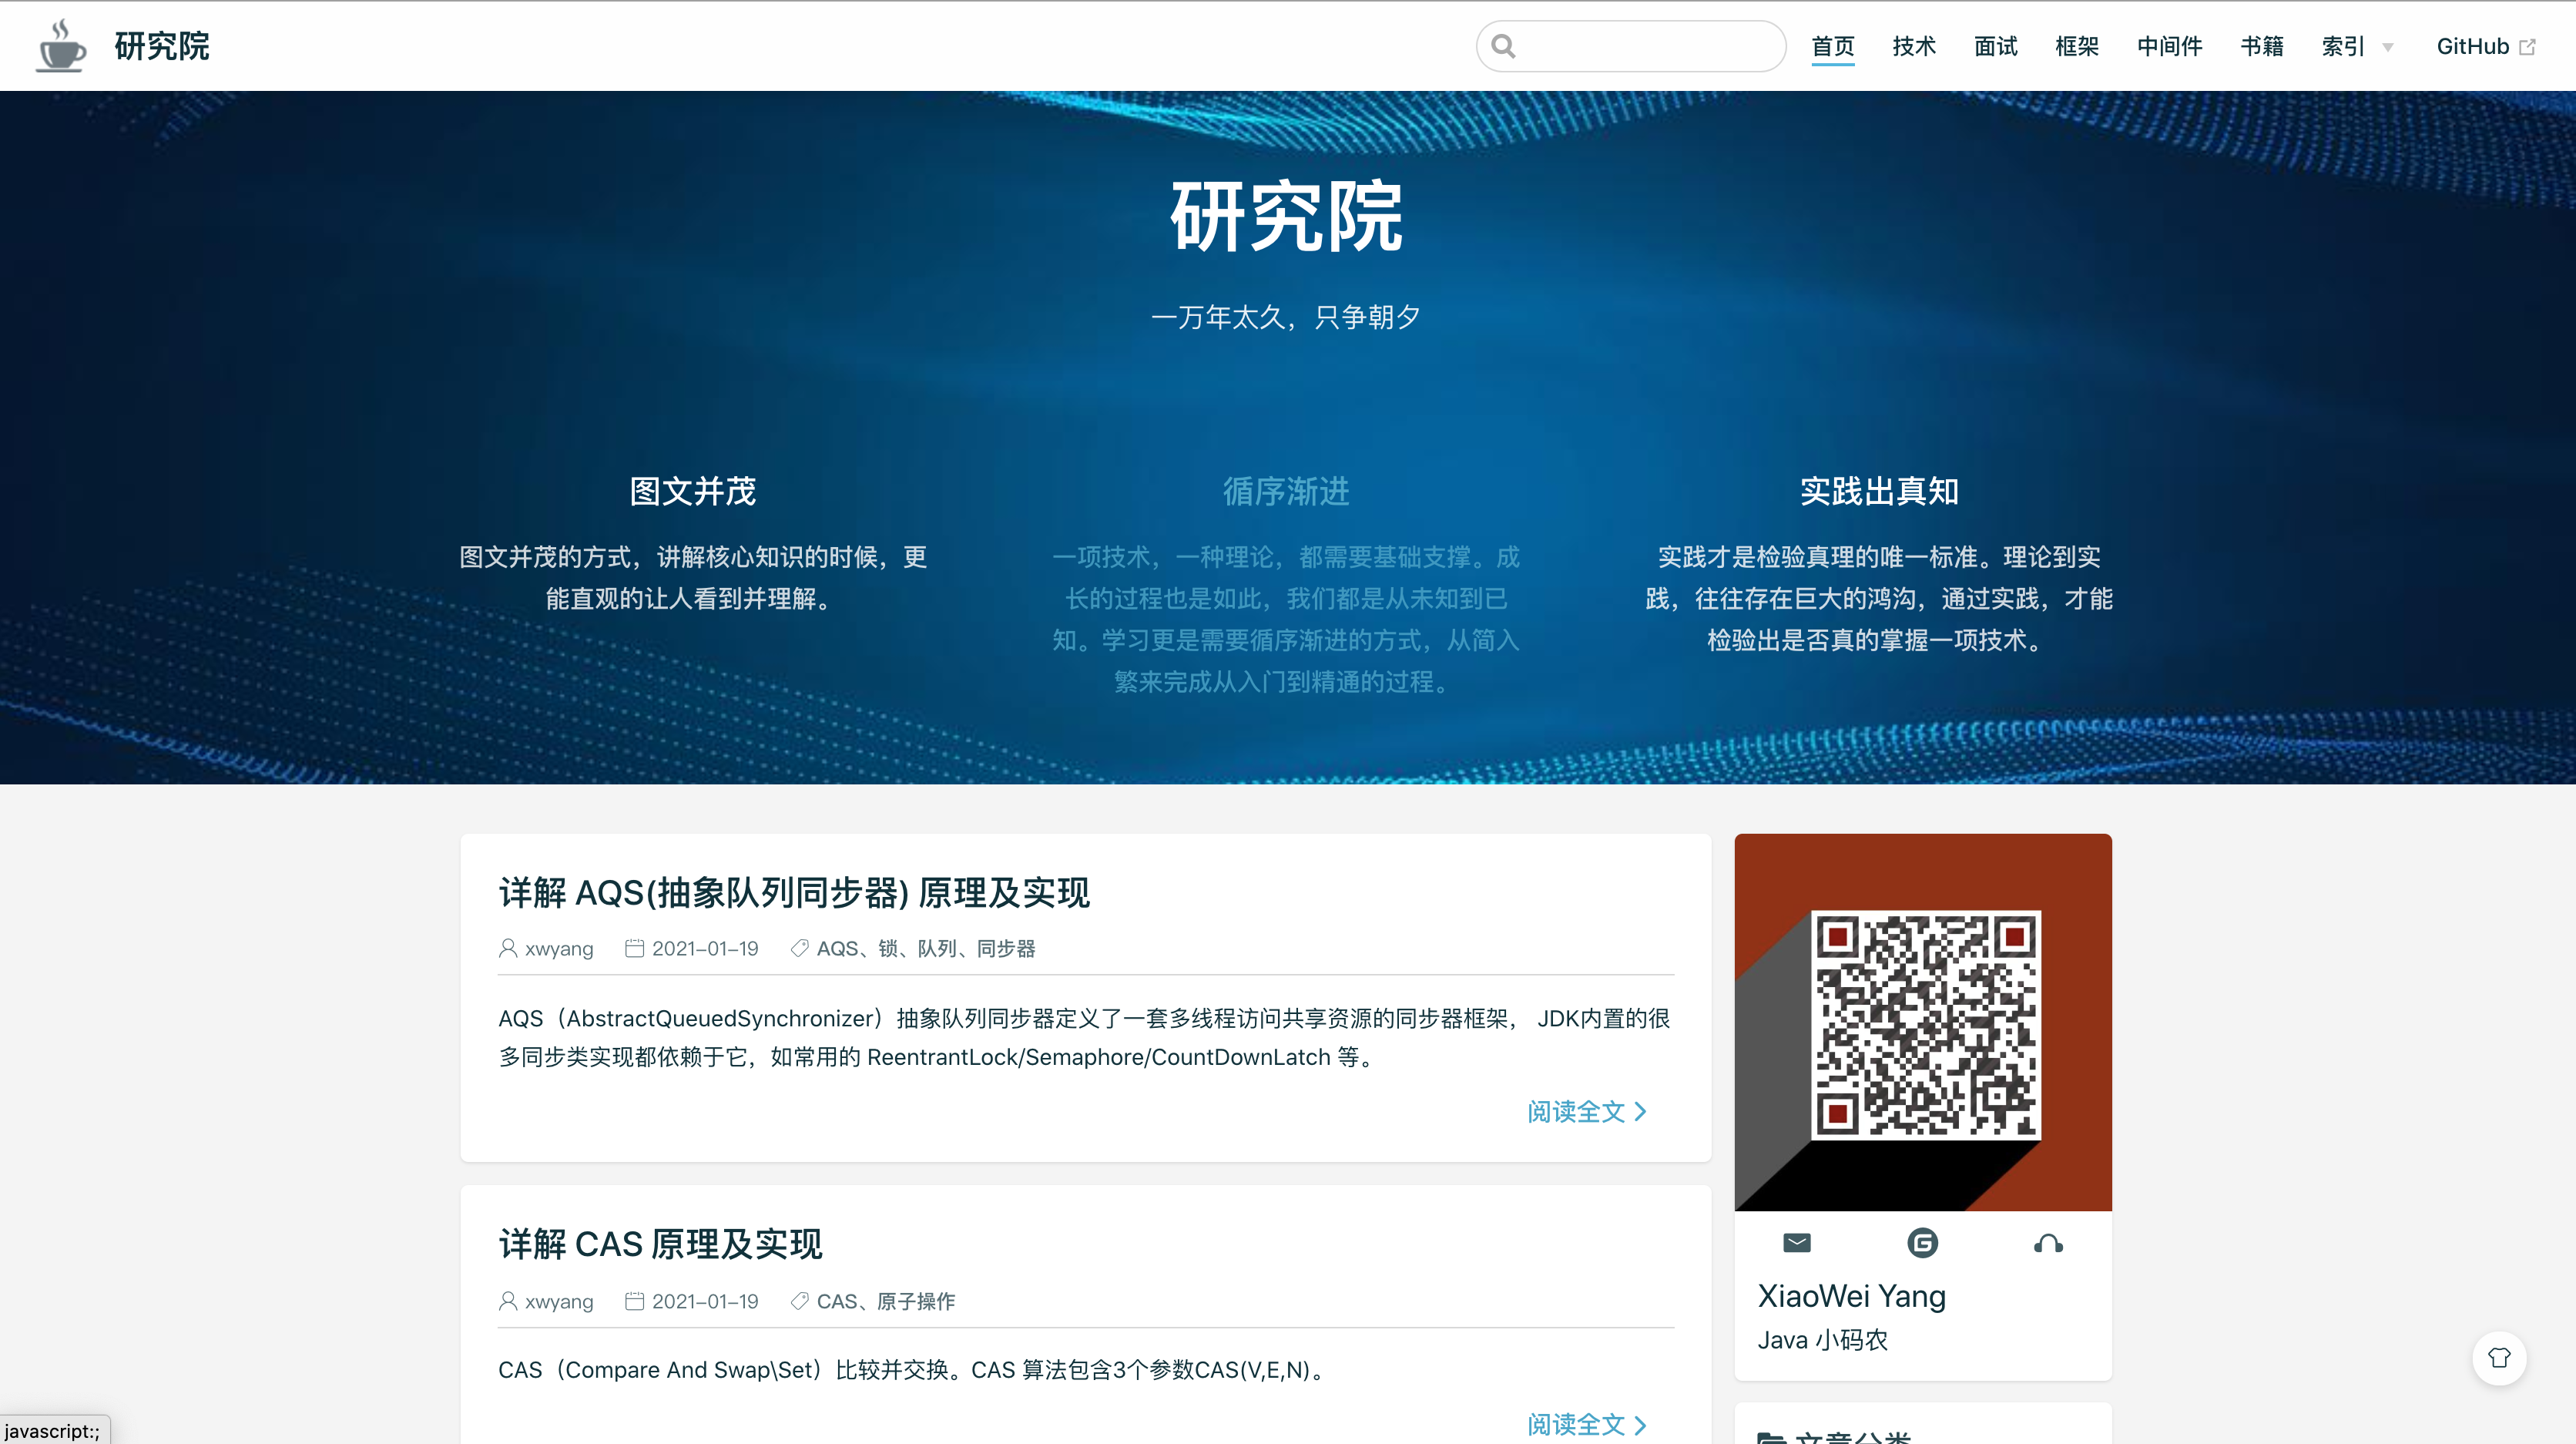 研究院
首页 技术 面试 框架 中间件 书籍 索引 GitHub
研究院
一万年太久，只争朝夕
图文并茂
图文并茂的方式，讲解核心知识的时候，更
能直观的让人看到并理解。
循序渐进
一项技术，一种理论，都需要基础支撑。成
长的过程也是如此，我们都是从未知到已
知。学习更是需要循序渐进的方式，从简入
繁来完成从入门到精通的过程。
实践出真知
实践才是检验真理的唯一标准。理论到实
践，往往存在巨大的鸿沟，通过实践，才能
检验出是否真的掌握一项技术。
详解 AQS(抽象队列同步器) 原理及实现
xwyang 2021-01-19 AQS、锁、队列、同步器
AQS（AbstractQueuedSynchronizer）抽象队列同步器定义了一套多线程访问共享资源的同步器框架， JDK内置的很
多同步类实现都依赖于它，如常用的 ReentrantLock/Semaphore/CountDownLatch 等。
阅读全文
详解 CAS 原理及实现
xwyang 2021-01-19 CAS、原子操作
CAS（Compare And Swap\Set）比较并交换。CAS 算法包含3个参数CAS(V,E,N)。
阅读全文
XiaoWei Yang
Java 小码农
文章分类
javascript:;